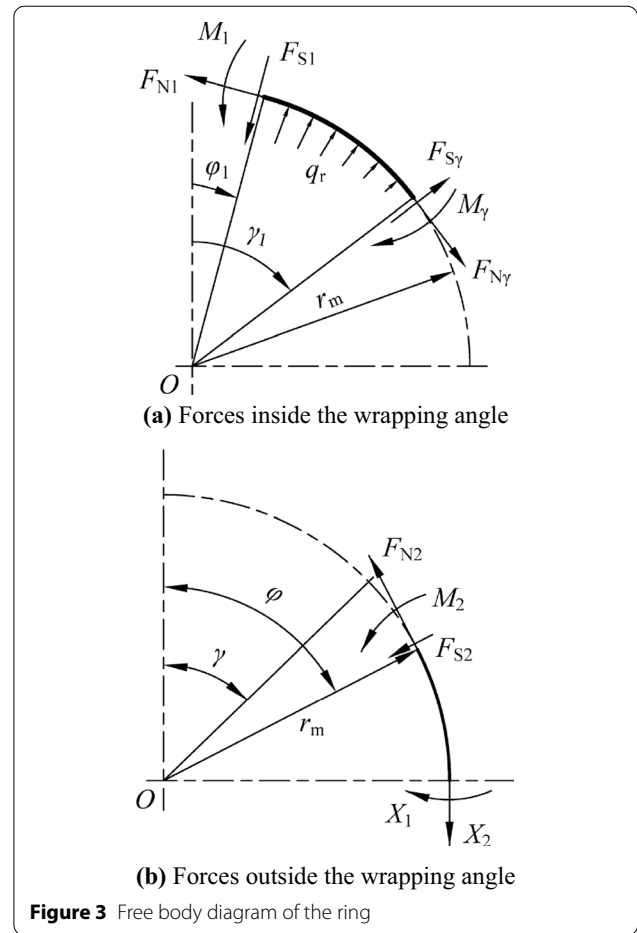 M1
FS1
FN1
φ1
qr
FSγ
Mγ
γ1
FNγ
rm
O
(a) Forces inside the wrapping angle
FN2
φ
M2
γ
FS2
rm
O
X1
X2
(b) Forces outside the wrapping angle
Figure 3 Free body diagram of the ring